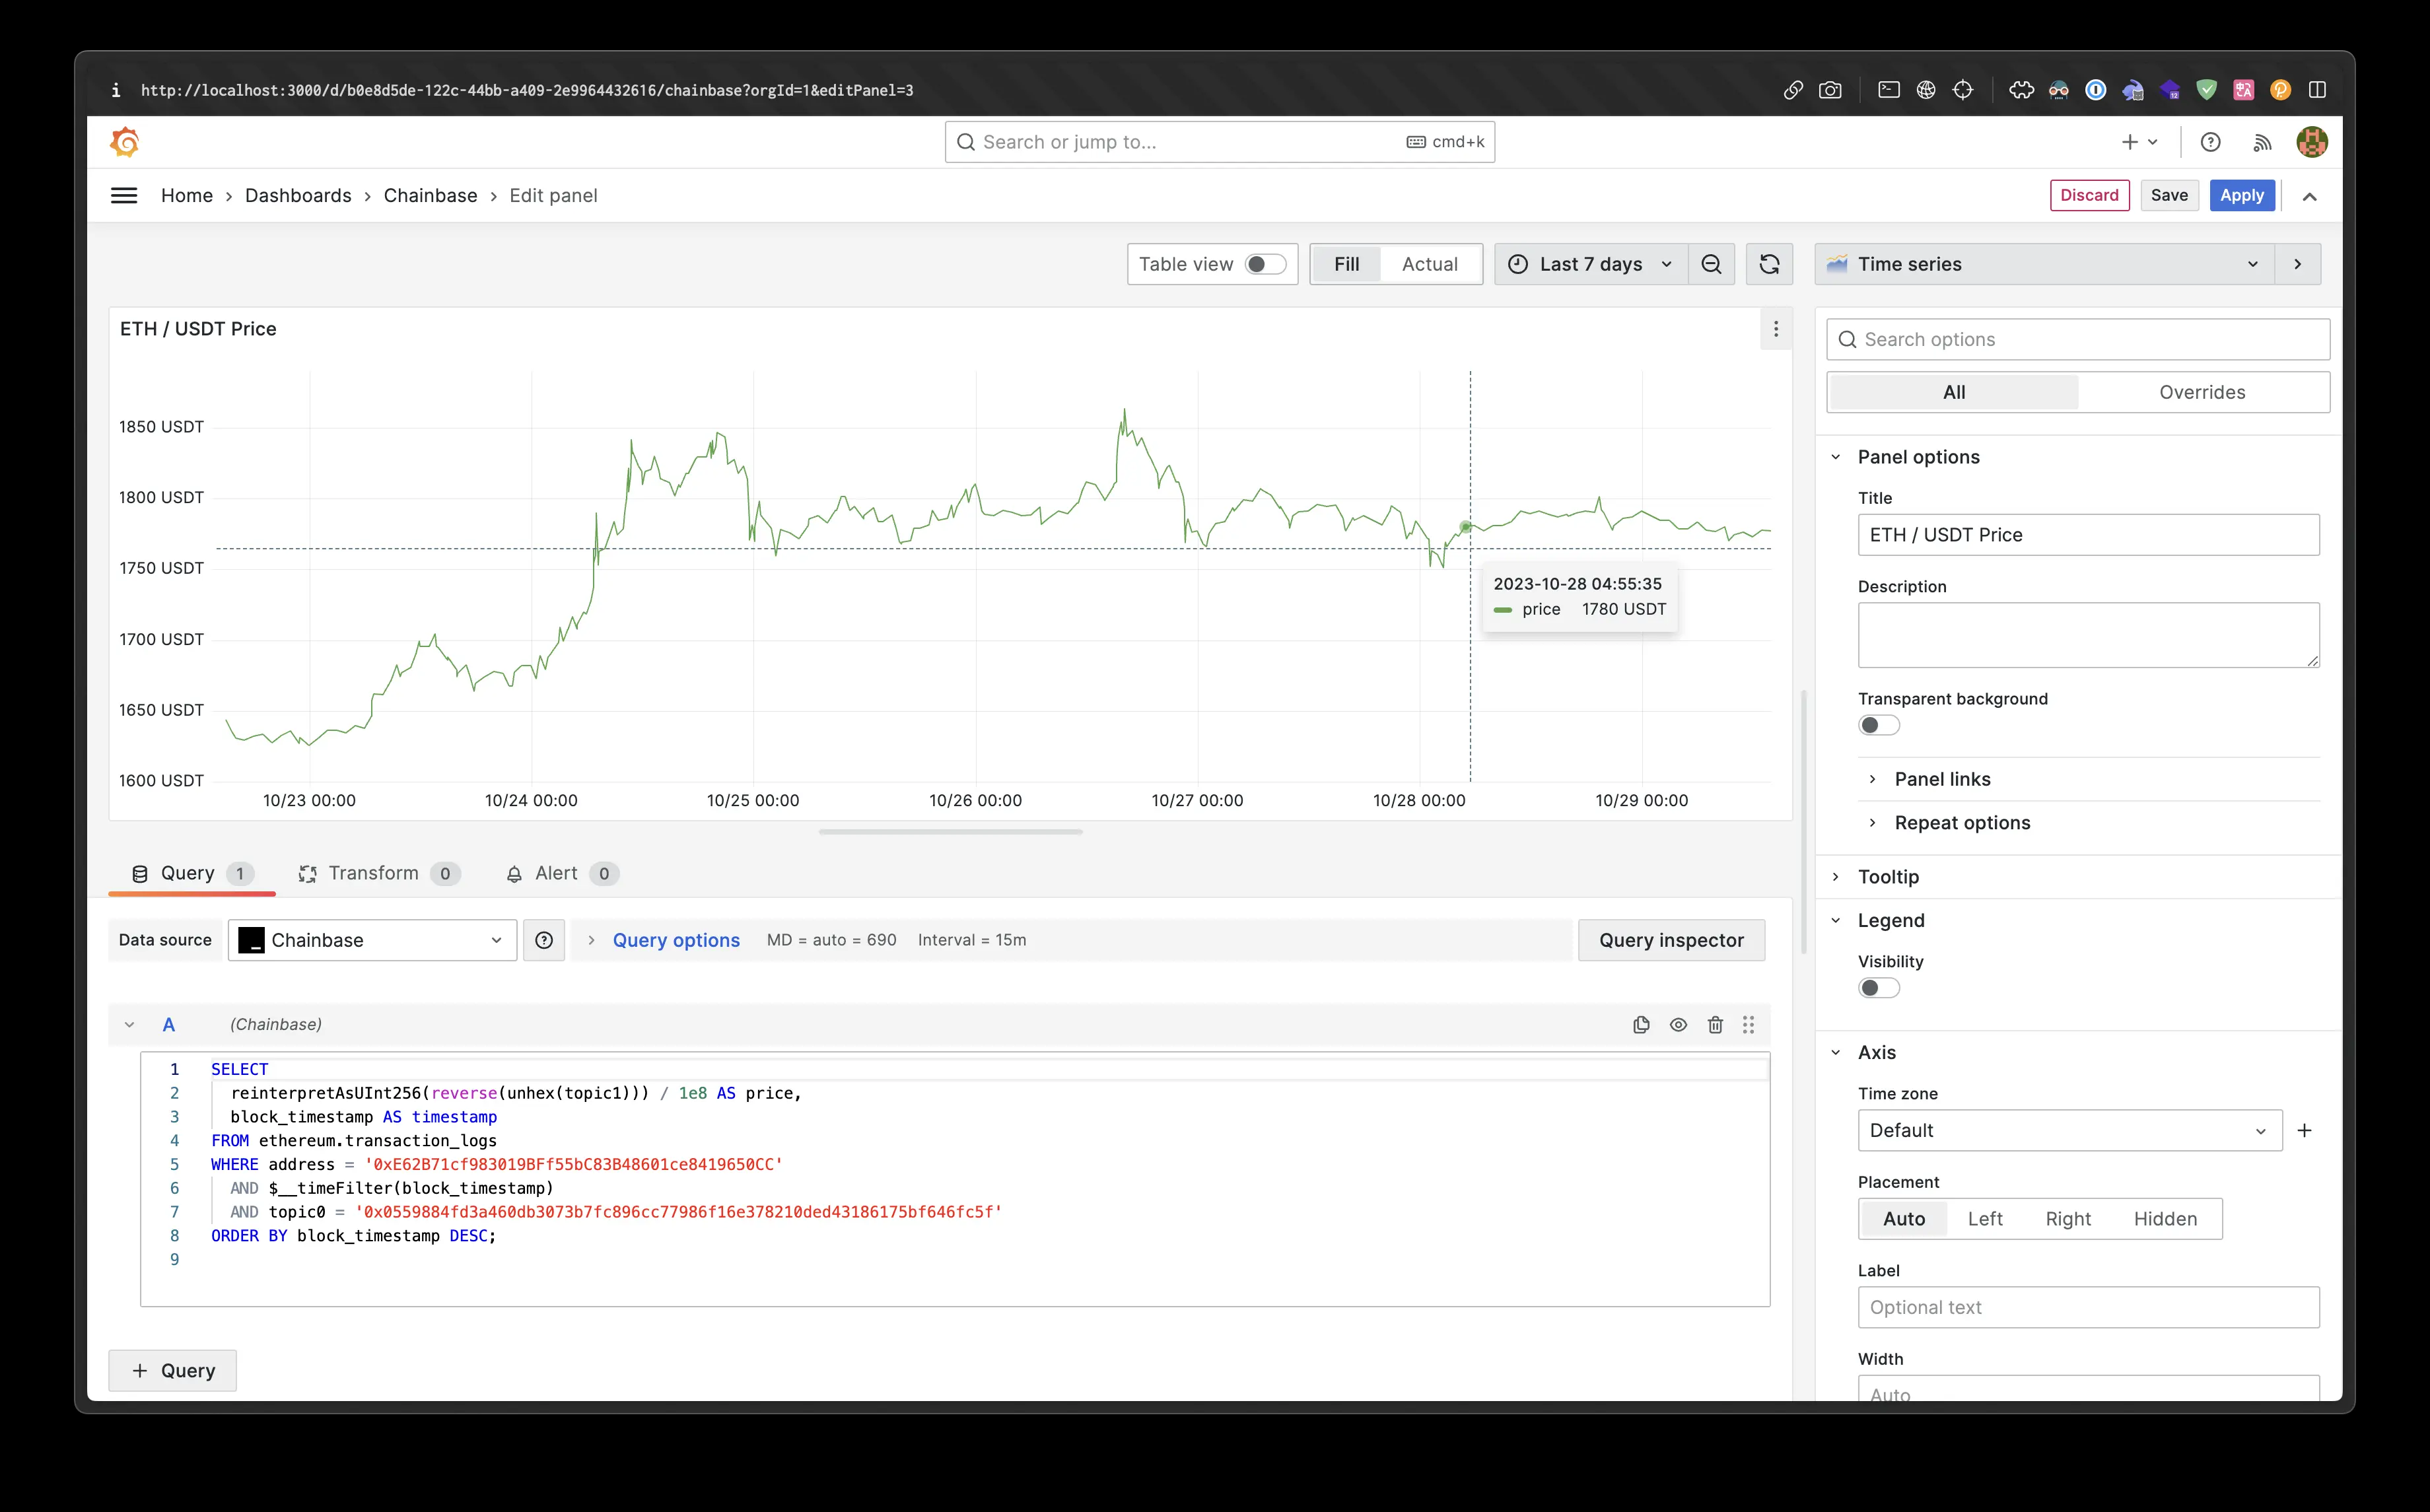 http://localhost:3000/d/b0e8d5de-122c-44bb-a409-2e9964432616/chainbase?orgId=1&editPanel=3
Search or jump to... cmd+k
Home › Dashboards › Chainbase › Edit panel
Discard Save Apply
Table view Fill Actual Last 7 days Time series
ETH / USDT Price
1850 USDT
1800 USDT
1750 USDT
1700 USDT
1650 USDT
1600 USDT
2023-10-28 04:55:35
price 1780 USDT
10/23 00:00 10/24 00:00 10/25 00:00 10/26 00:00 10/27 00:00 10/28 00:00 10/29 00:00
Query 1 Transform 0 Alert 0
Data source Chainbase Query options MD = auto = 690 Interval = 15m Query inspector
A (Chainbase)
1 SELECT
2 reinterpretAsUInt256(reverse(unhex(topic1))) / 1e8 AS price,
3 block_timestamp AS timestamp
4 FROM ethereum.transaction_logs
5 WHERE address = '0xE62B71cf983019BFf55bC83B48601ce8419650CC'
6 AND $__timeFilter(block_timestamp)
7 AND topic0 = '0x0559884fd3a460db3073b7fc896cc77986f16e378210ded43186175bf646fc5f'
8 ORDER BY block_timestamp DESC;
9
+ Query
Search options
All Overrides
Panel options
Title
ETH / USDT Price
Description
Transparent background
Panel links
Repeat options
Tooltip
Legend
Visibility
Axis
Time zone
Default
Placement
Auto Left Right Hidden
Label
Optional text
Width
Auto